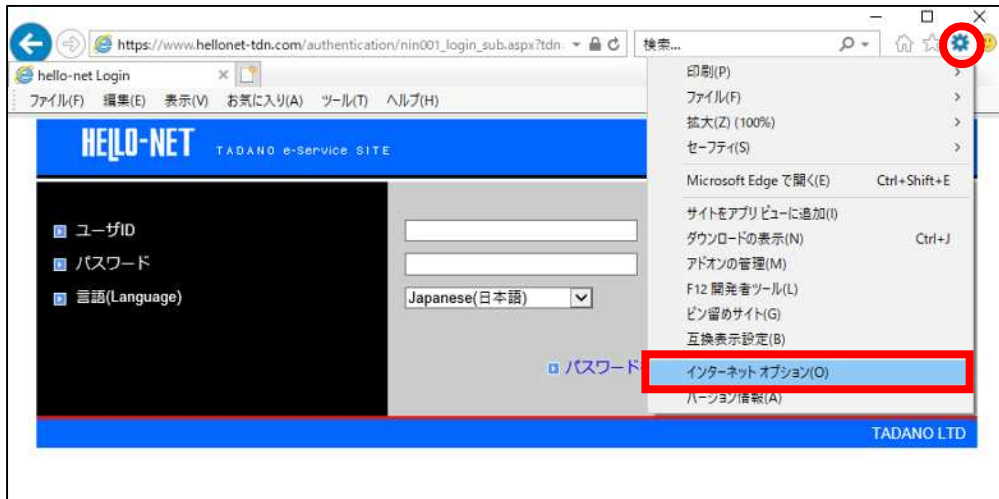 https://www.hellonet-tdn.com/authentication/nin001_login_sub.aspx?tdn
検索...
hello-net Login
ファイル(F) 編集(E) 表示(V) お気に入り(A) ツール(T) ヘルプ(H)
印刷(P)
ファイル(F)
拡大(Z) (100%)
セーフティ(S)
Microsoft Edge で開く(E) Ctrl+Shift+E
サイトをアプリ ビューに追加(I)
ダウンロードの表示(N) Ctrl+J
アドオンの管理(M)
F12 開発者ツール(L)
ピン留めサイト(G)
互換表示設定(B)
インターネット オプション(O)
バージョン情報(A)
HELLO-NET TADANO e-Service SITE
ユーザID
パスワード
言語(Language) Japanese(日本語)
パスワード
TADANO LTD